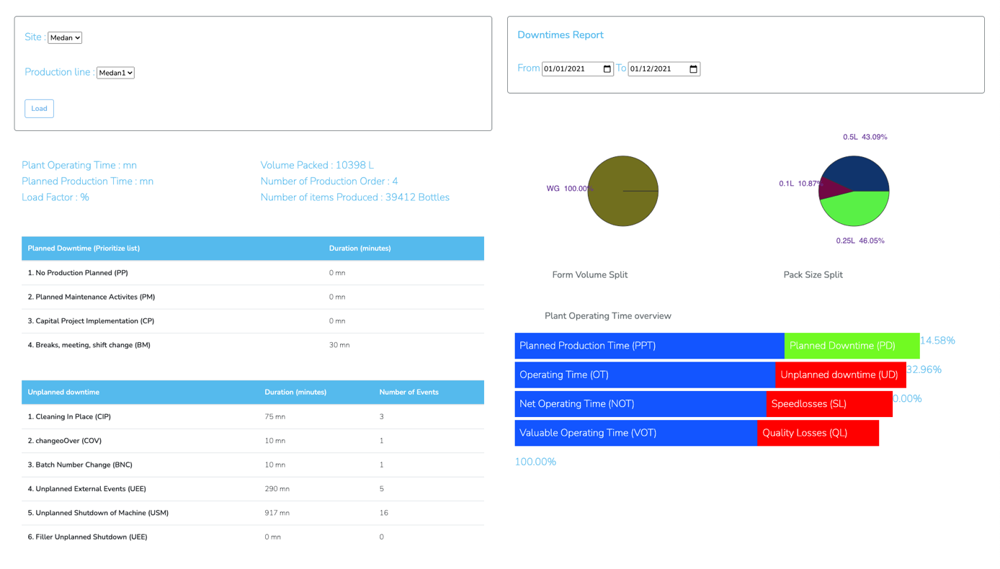 Site : Medan
Production line : Medan1
Load
Downtimes Report
From 01/01/2021 To 01/12/2021
Plant Operating Time : mn
Planned Production Time : mn
Load Factor : %
Volume Packed : 10398 L
Number of Production Order : 4
Number of items Produced : 39412 Bottles
Planned Downtime (Prioritize list) Duration (minutes)
1. No Production Planned (PP) 0 mn
2. Planned Maintenance Activites (PM) 0 mn
3. Capital Project Implementation (CP) 0 mn
4. Breaks, meeting, shift change (BM) 30 mn
Unplanned downtime Duration (minutes) Number of Events
1. Cleaning In Place (CIP) 75 mn 3
2. changeoOver (COV) 10 mn 1
3. Batch Number Change (BNC) 10 mn 1
4. Unplanned External Events (UEE) 290 mn 5
5. Unplanned Shutdown of Machine (USM) 917 mn 16
6. Filler Unplanned Shutdown (UEE) 0 mn 0
WG 100.00%
Form Volume Split
0.5L 43.09%
0.1L 10.87%
0.25L 46.05%
Pack Size Split
Plant Operating Time overview
Planned Production Time (PPT) Planned Downtime (PD) 14.58%
Operating Time (OT) Unplanned downtime (UD) 32.96%
Net Operating Time (NOT) Speedlosses (SL) 0.00%
Valuable Operating Time (VOT) Quality Losses (QL)
100.00%